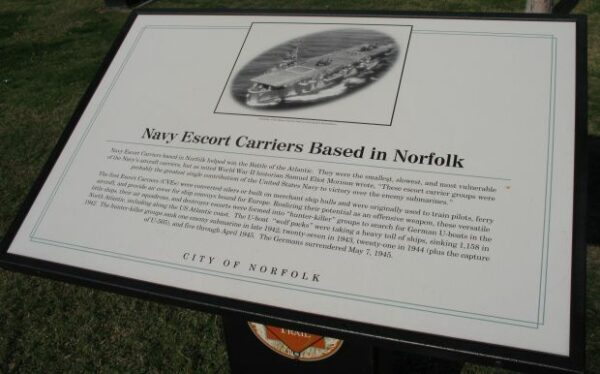 Navy Escort Carriers Based in Norfolk
Navy Escort Carriers based in Norfolk helped win the Battle of the Atlantic. They were the smallest, slowest, and most vulnerable
of the Navy's aircraft carriers, but as noted World War II historian Samuel Eliot Morison wrote, "These escort carrier groups were
probably the greatest single contribution of the United States Navy to victory over the enemy submarines."
The first Escort Carriers (CVEs) were converted oilers or built on merchant ship hulls and were originally used to train pilots, ferry
aircraft, and provide air cover for ship convoys bound for Europe. Realizing their potential as an offensive weapon, these versatile
little ships, their air squadrons, and destroyer escorts were formed into "hunter-killer" groups to search for German U-boats in the
North Atlantic, including along the US Atlantic coast. The U-boat "wolf packs" were taking a heavy toll of ships, sinking 1,158 in
1942. The hunter-killer groups sunk one enemy submarine in late 1942, twenty-seven in 1943, twenty-one in 1944 (plus the capture
of U-505), and five through April 1945. The Germans surrendered May 7, 1945.
CITY OF NORFOLK
TRAIL